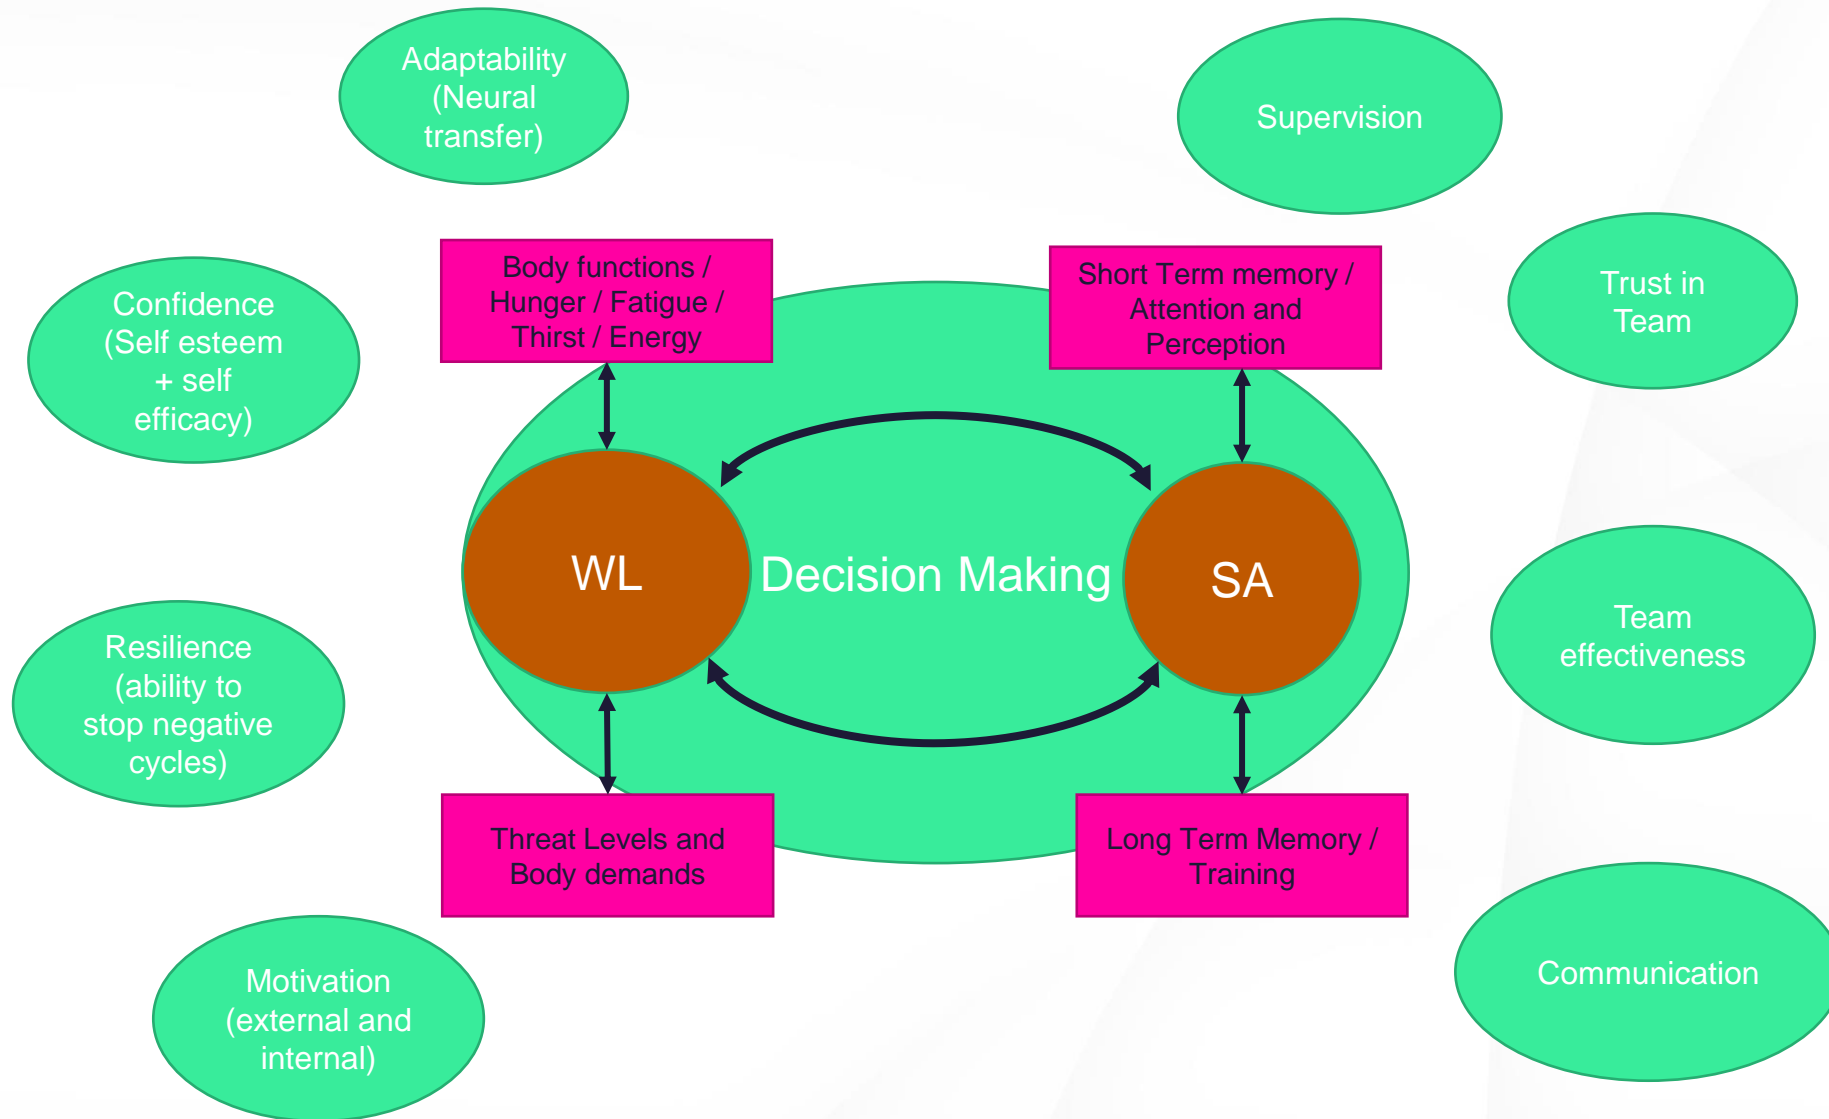 Adaptability
(Neural
transfer)
Supervision
Body functions /
Hunger / Fatigue /
Thirst / Energy
Short Term memory /
Attention and
Perception
Trust in
Team
Confidence
(Self esteem
+ self
efficacy)
WL
Decision Making
SA
Team
effectiveness
Resilience
(ability to
stop negative
cycles)
Threat Levels and
Body demands
Long Term Memory /
Training
Communication
Motivation
(external and
internal)